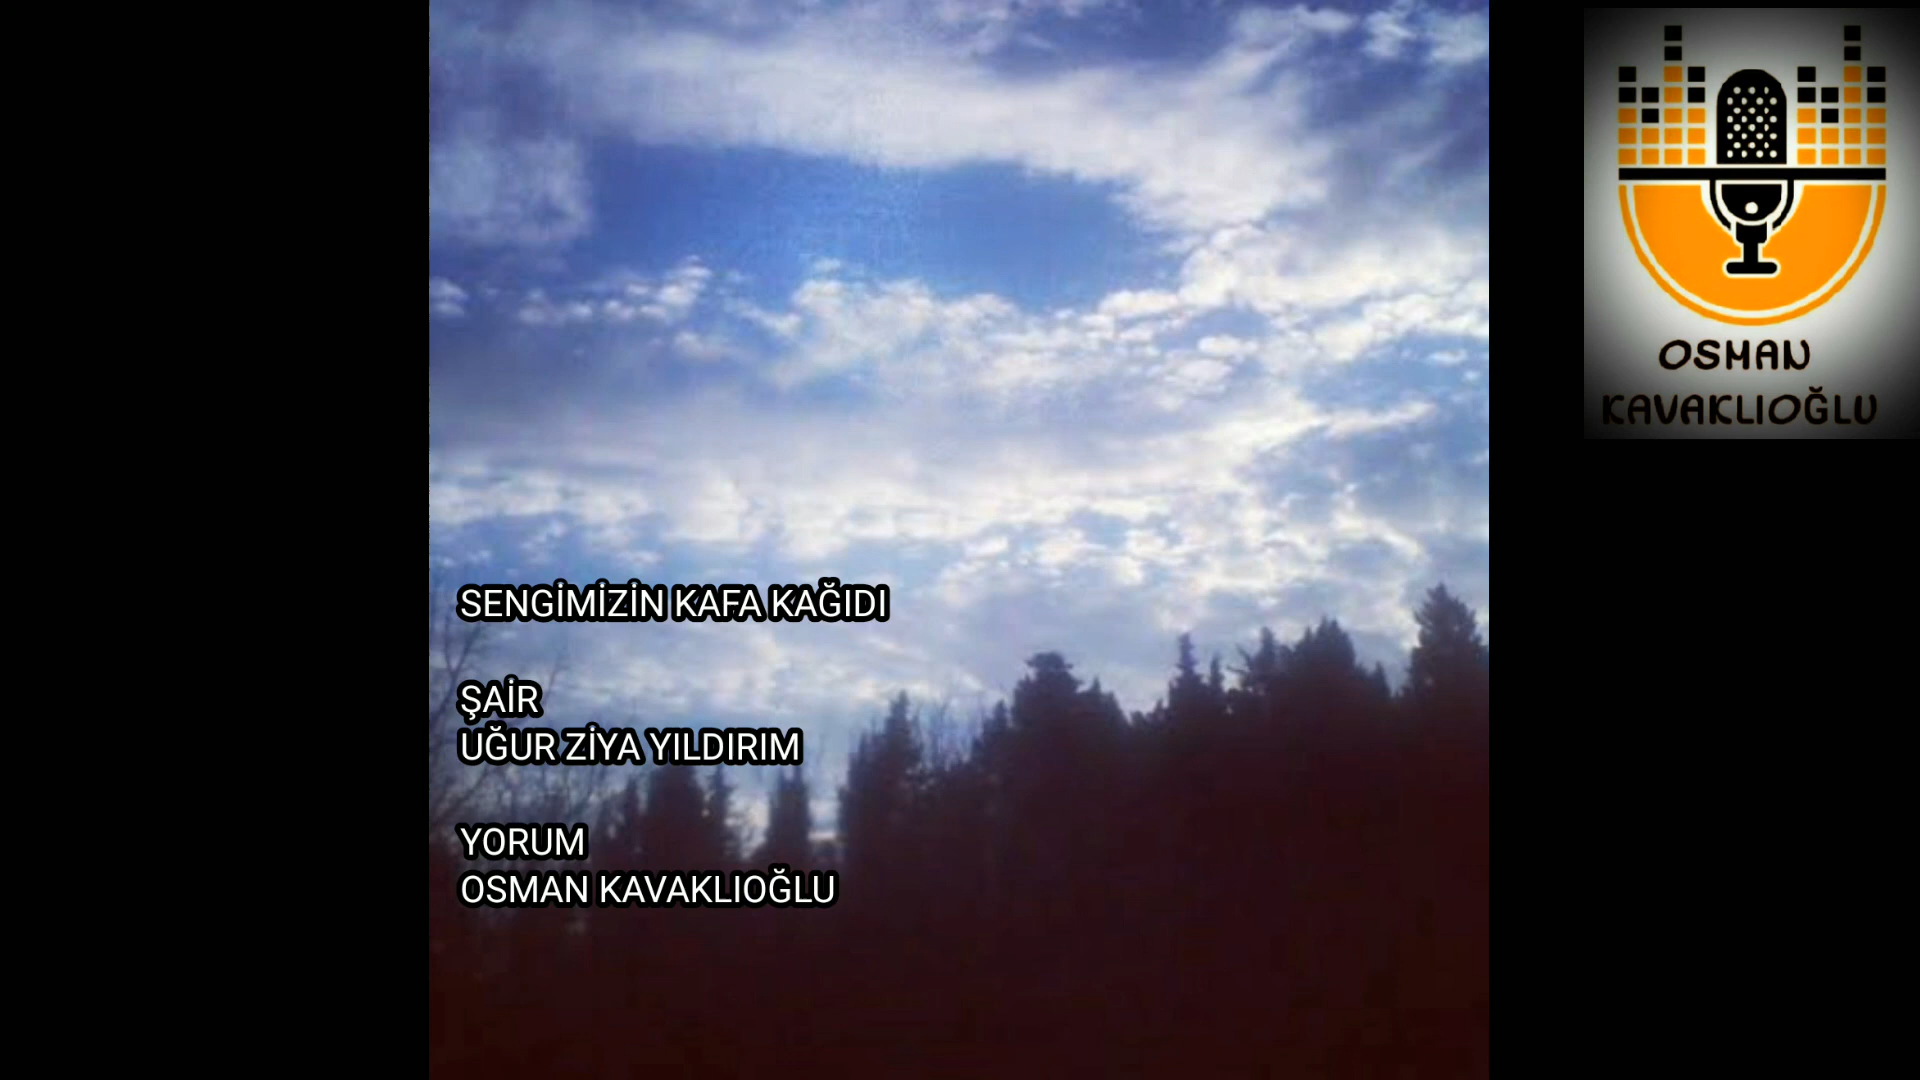 SENGİMİZİN KAFA KAĞIDI
ŞAİR
UĞUR ZİYA YILDIRIM
YORUM
OSMAN KAVAKLIOĞLU
OSMAN
KAVAKLIOĞLU